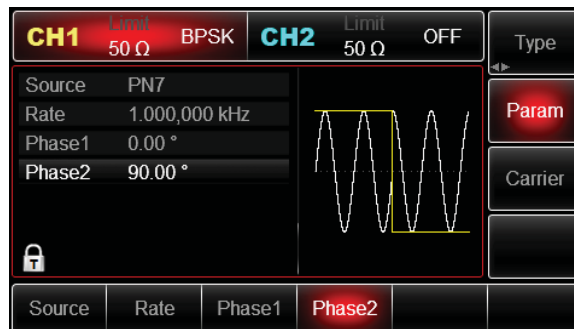 CH1 Limit 50 Ω BPSK CH2 Limit 50 Ω OFF Type
Source PN7
Rate 1.000,000 kHz
Phase1 0.00 °
Phase2 90.00 °
Param
Carrier
T
Source Rate Phase1 Phase2